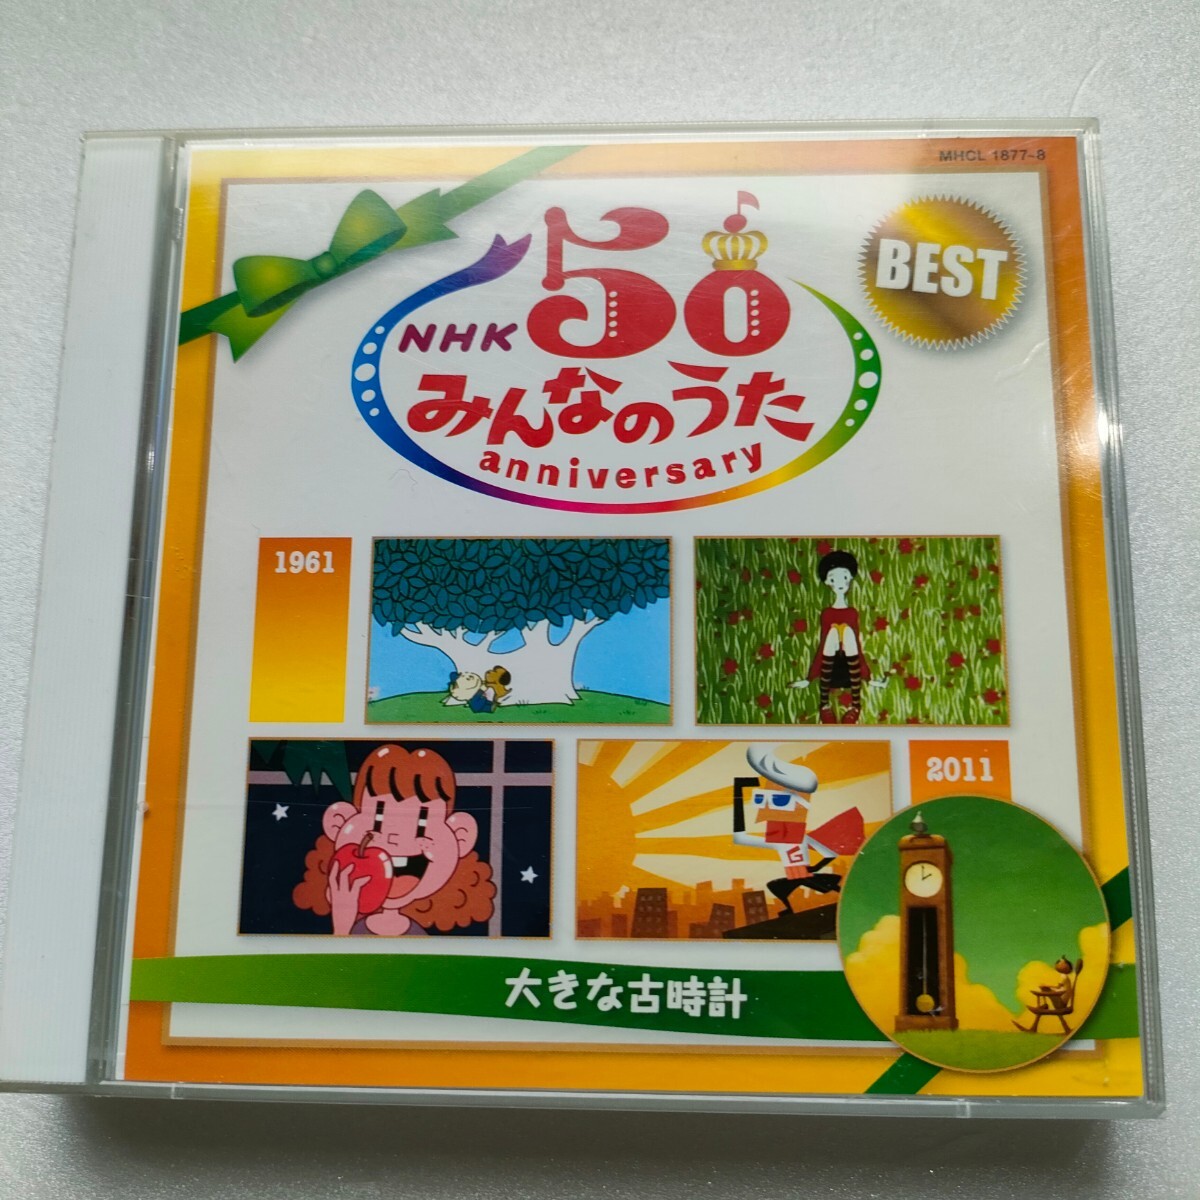 MHCL 1877~8
BEST
50
NHK
みんなのうた
anniversary
1961
2011
G
大きな古時計